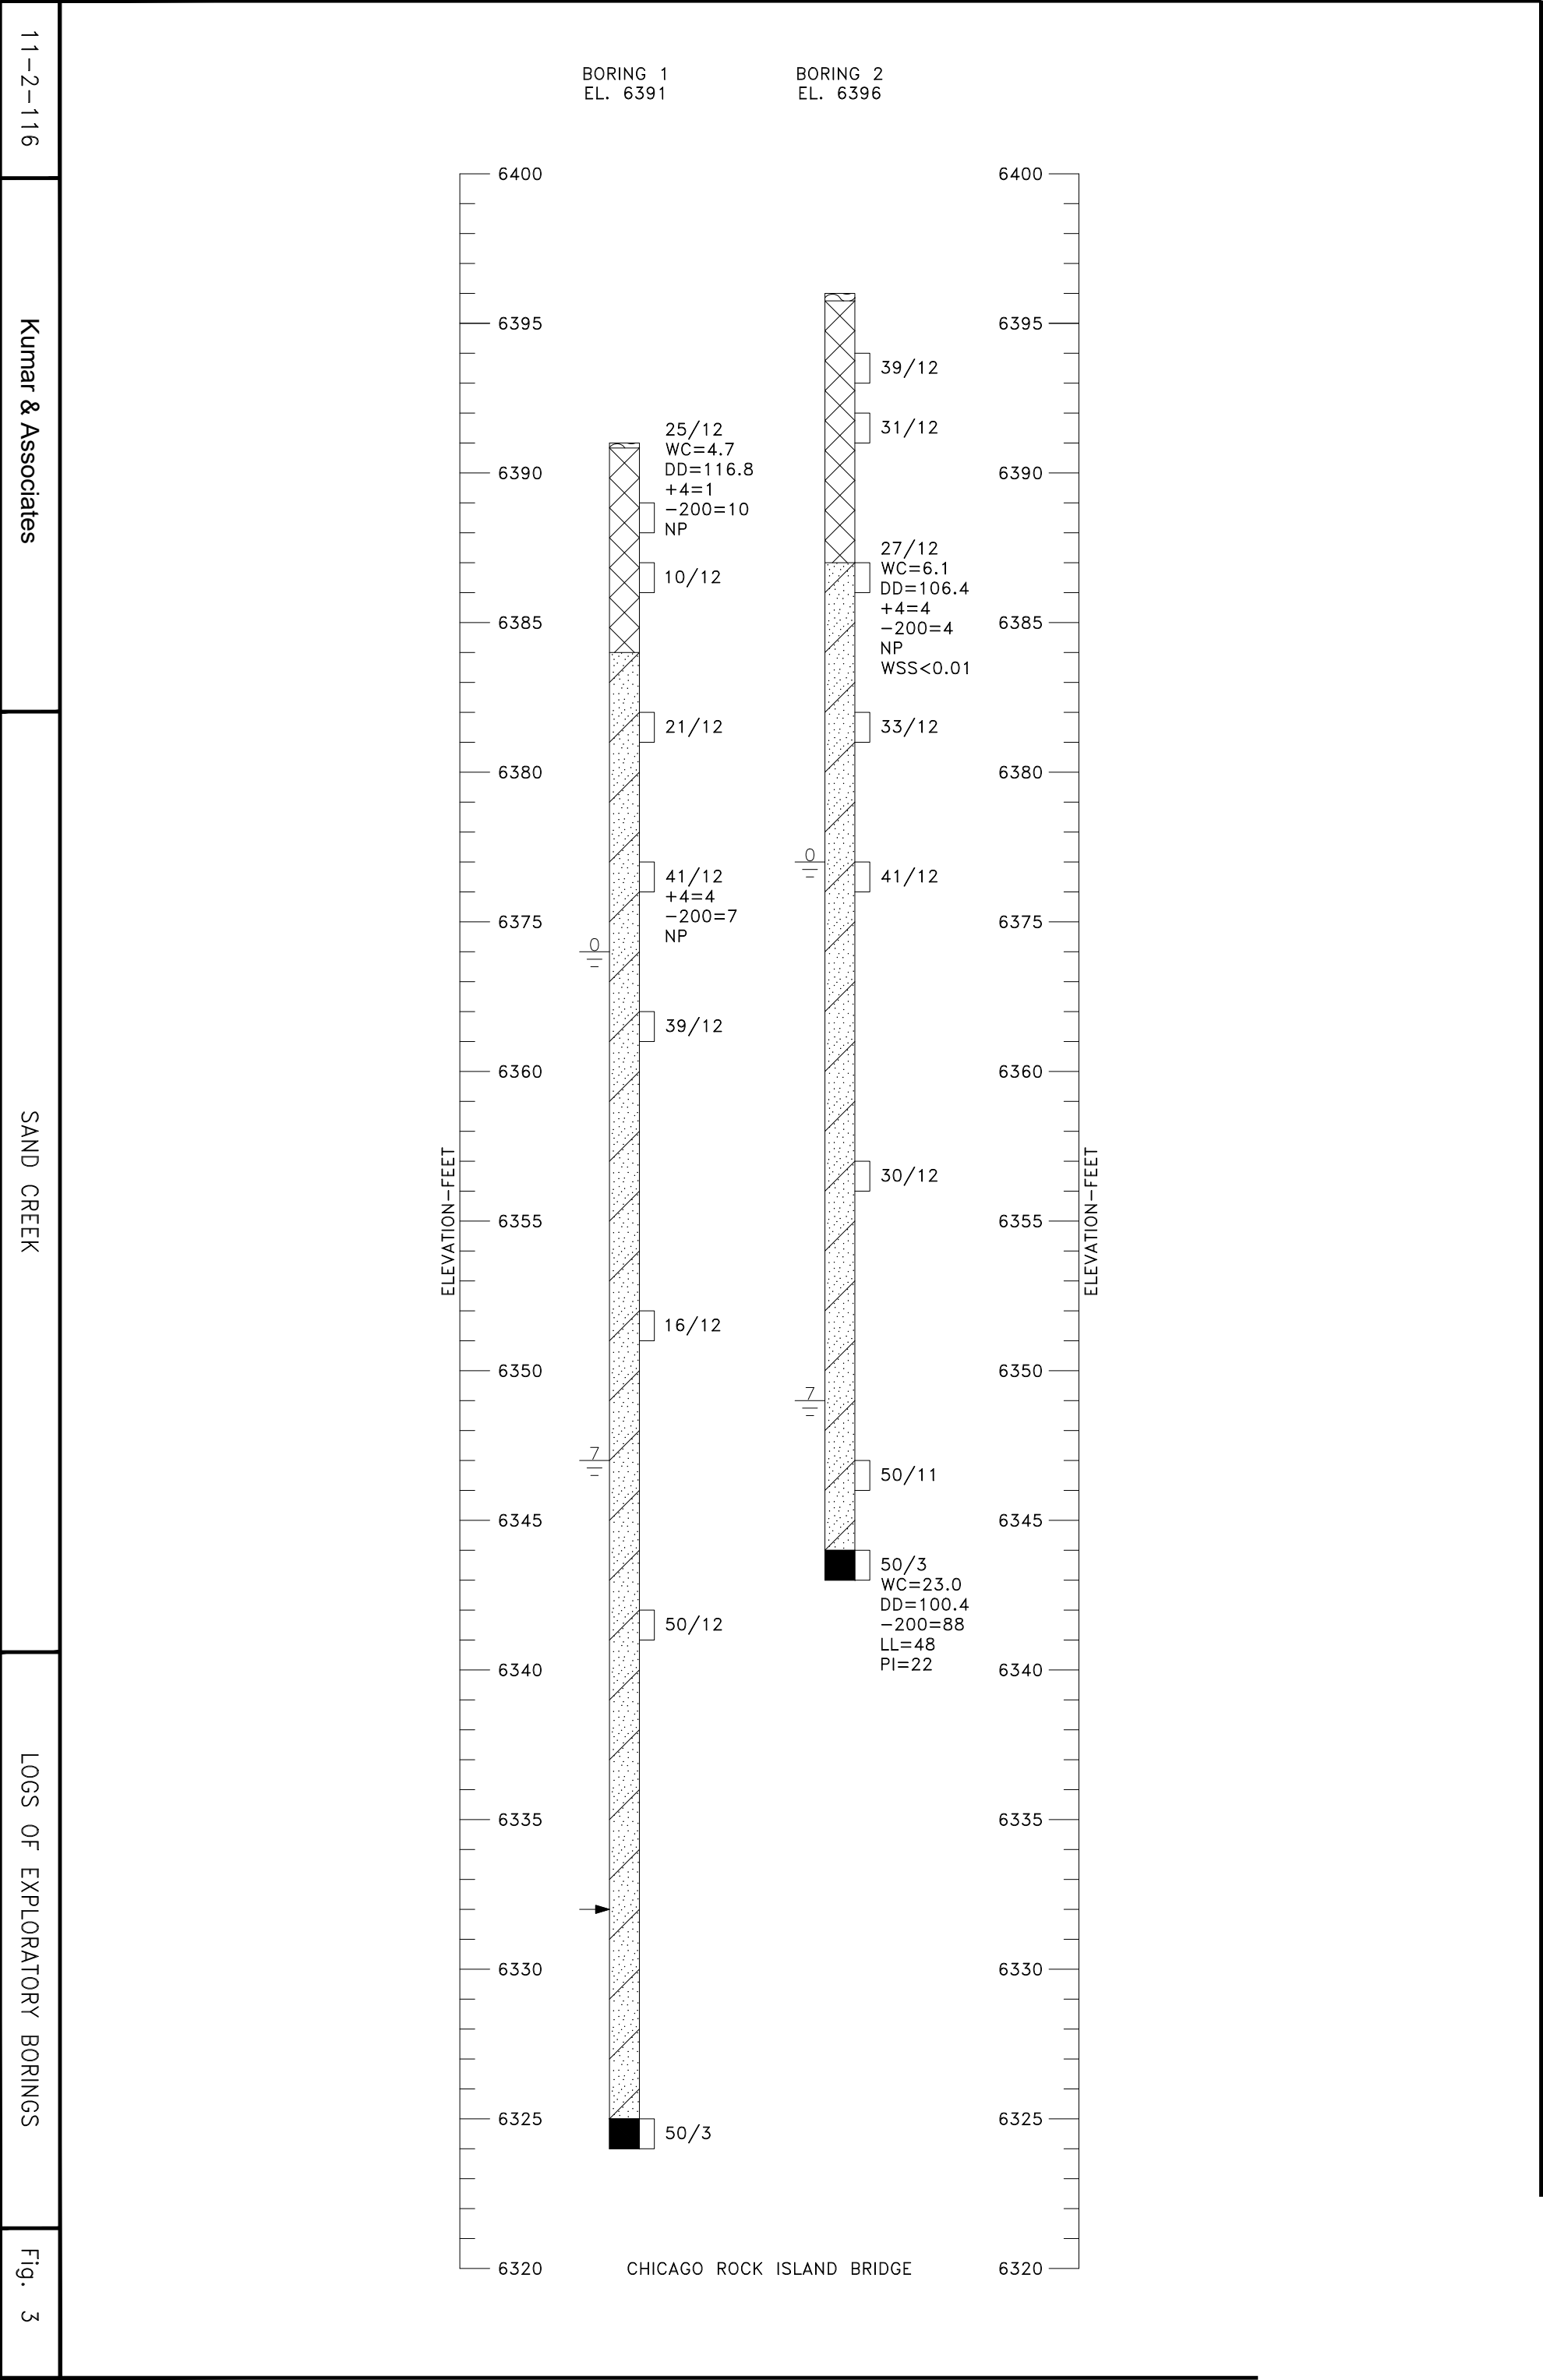 BORING 1
EL. 6391
BORING 2
EL. 6396
6400
6395
6390
6385
6380
6375
6360
6355
6350
6345
6340
6335
6330
6325
6320
ELEVATION-FEET
25/12
WC=4.7
DD=116.8
+4=1
-200=10
NP
10/12
21/12
41/12
+4=4
-200=7
NP
0
39/12
16/12
7
50/12
50/3
39/12
31/12
27/12
WC=6.1
DD=106.4
+4=4
-200=4
NP
WSS<0.01
33/12
0
41/12
30/12
7
50/11
50/3
WC=23.0
DD=100.4
-200=88
LL=48
PI=22
6400
6395
6390
6385
6380
6375
6360
6355
6350
6345
6340
6335
6330
6325
6320
ELEVATION-FEET
CHICAGO ROCK ISLAND BRIDGE
11-2-116
Kumar & Associates
SAND CREEK
LOGS OF EXPLORATORY BORINGS
Fig. 3